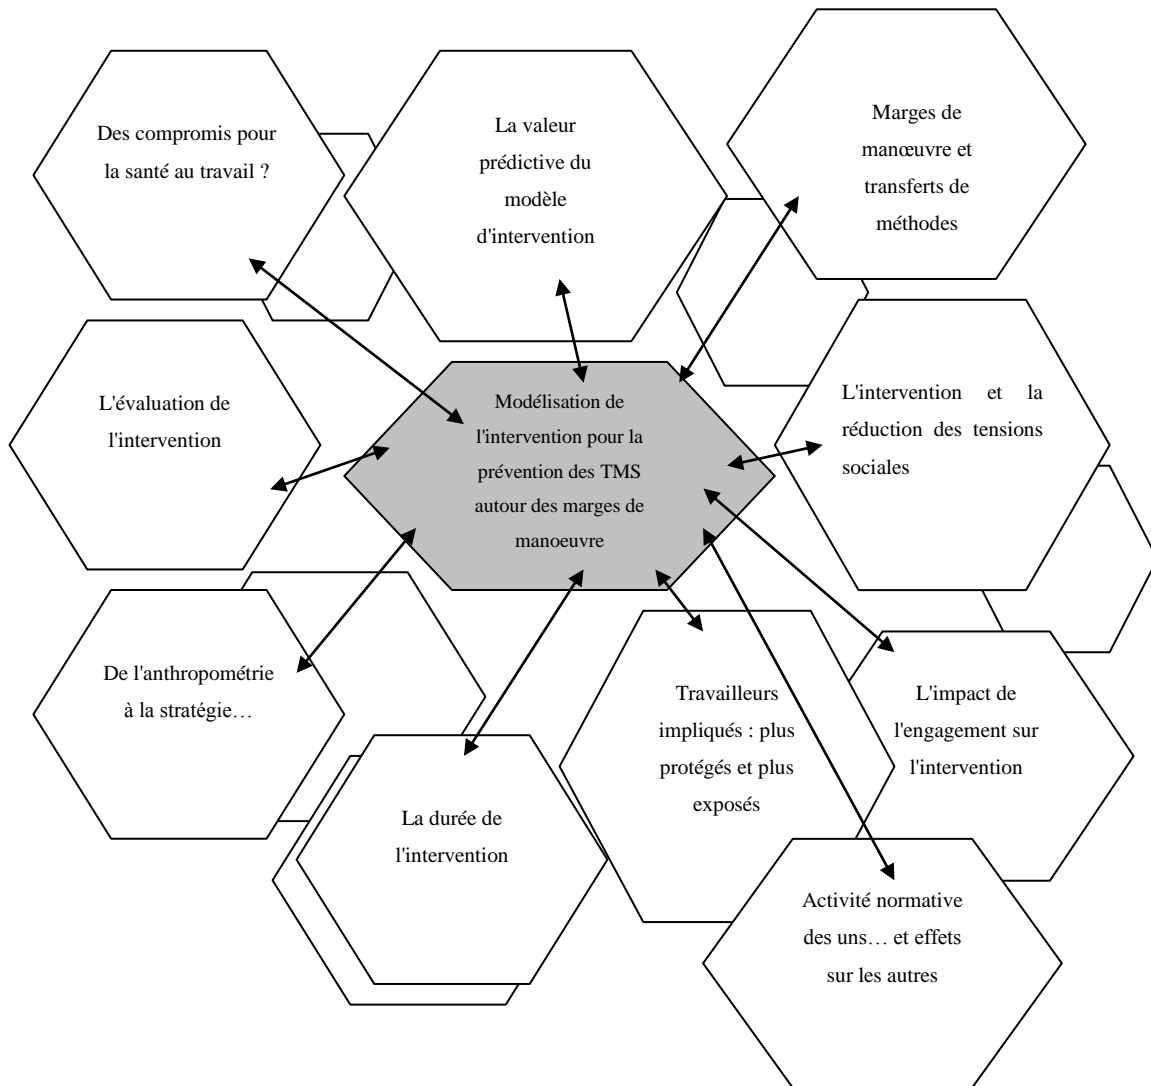 Des compromis pour
la santé au travail ?
La valeur
prédictive du
modèle
d'intervention
Marges de
manœuvre et
transferts de
méthodes
L'évaluation de
l'intervention
Modélisation de
l'intervention pour la
prévention des TMS
autour des marges de
manoeuvre
L'intervention et la
réduction des tensions
sociales
De l'anthropométrie
à la stratégie…
La durée de
l'intervention
Travailleurs
impliqués : plus
protégés et plus
exposés
L'impact de
l'engagement sur
l'intervention
Activité normative
des uns… et effets
sur les autres